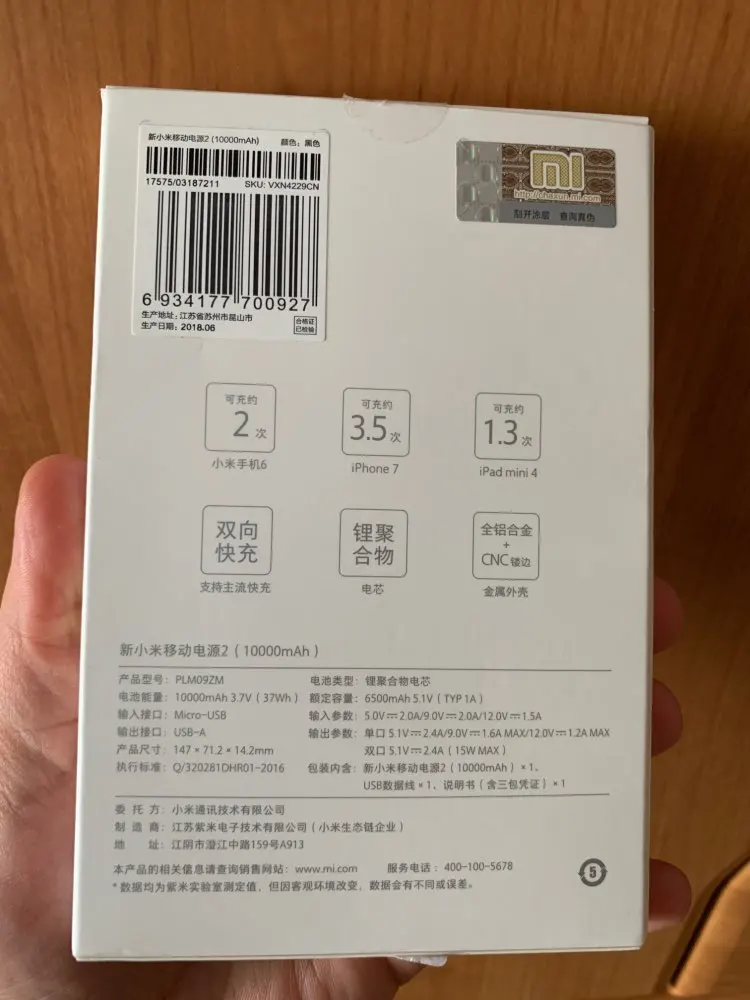 新小米移动电源2 (10000mAh) 颜色：黑色
17575/03187211 SKU: VXN4229CN
6 934177 700927
生产地址：江苏省苏州市昆山市
生产日期：2018.06
合格证
已检验
mi
http://chaxun.mi.com
刮开涂层 查询真伪
可充约
2 次
小米手机6
可充约
3.5 次
iPhone 7
可充约
1.3 次
iPad mini 4
双向
快充
支持主流快充
锂聚
合物
电芯
全铝合金
+
CNC 镂边
金属外壳
新小米移动电源2（10000mAh）
产品型号：PLM09ZM 电池类型：锂聚合物电芯
电池能量：10000mAh 3.7V（37Wh） 额定容量：6500mAh 5.1V（TYP 1A）
输入接口：Micro-USB 输入参数：5.0V⎓2.0A/9.0V⎓2.0A/12.0V⎓1.5A
输出接口：USB-A 输出参数：单口 5.1V⎓2.4A/9.0V⎓1.6A MAX/12.0V⎓1.2A MAX
产品尺寸：147×71.2×14.2mm 双口 5.1V⎓2.4A（15W MAX）
执行标准：Q/320281DHR01-2016 包装内含：新小米移动电源2（10000mAh）×1、
USB数据线×1、说明书（含三包凭证）×1
委 托 方：小米通讯技术有限公司
制 造 商：江苏紫米电子技术有限公司（小米生态链企业）
地 址：江阴市澄江中路159号A913
本产品的相关信息请查询销售网站：www.mi.com 服务电话：400-100-5678
*数据均为紫米实验室测定值，但因客观环境改变，数据会有不同或误差。
5